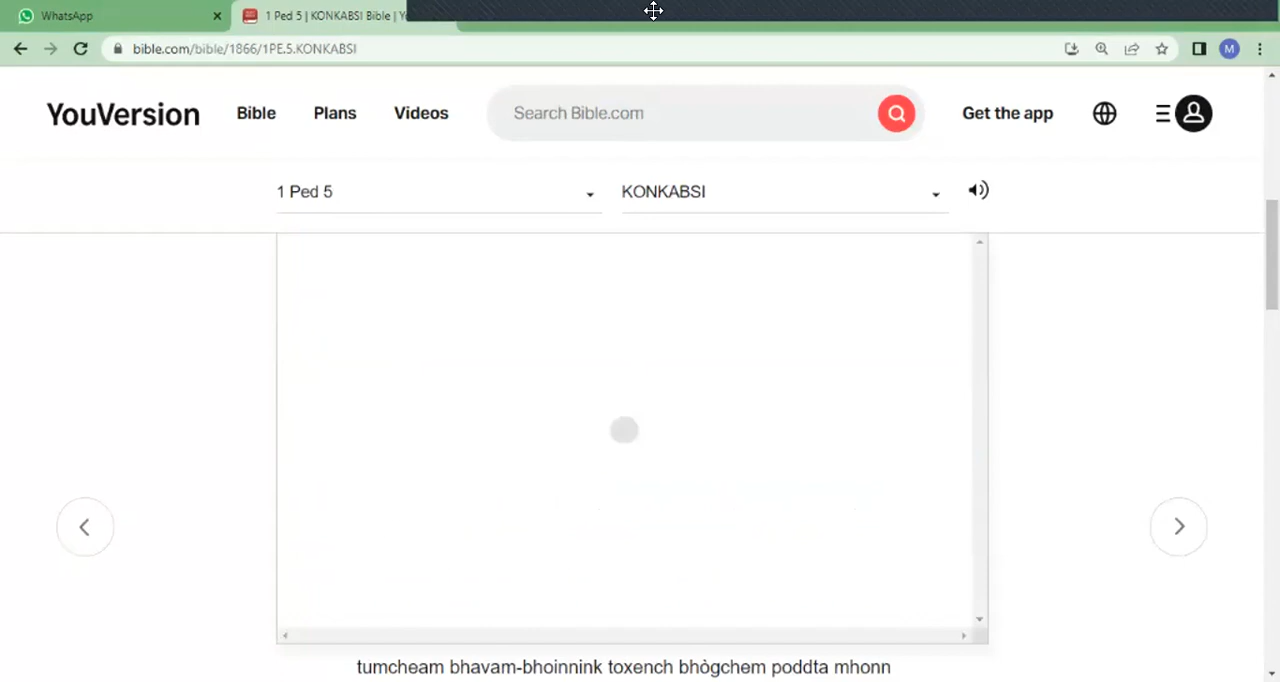 WhatsApp
1 Ped 5 | KONKABSI Bible | Y
bible.com/bible/1866/1PE.5.KONKABSI
M
YouVersion Bible Plans Videos Search Bible.com Get the app
1 Ped 5 KONKABSI
tumcheam bhavam-bhoinnink toxench bhògchem poddta mhonn